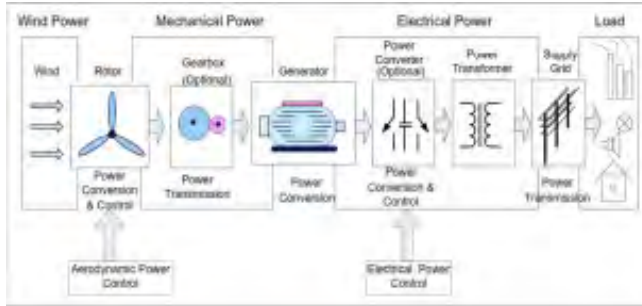 Wind Power
Mechanical Power
Electrical Power
Load
Wind
Rotor
Gearbox
(Optional)
Generator
Power
Converter
(Optional)
Power
Transformer
Supply
Grid
Power
Conversion
& Control
Power
Transmission
Power
Conversion
Power
Conversion &
Control
Power
Transmission
Aerodynamic Power
Control
Electrical Power
Control